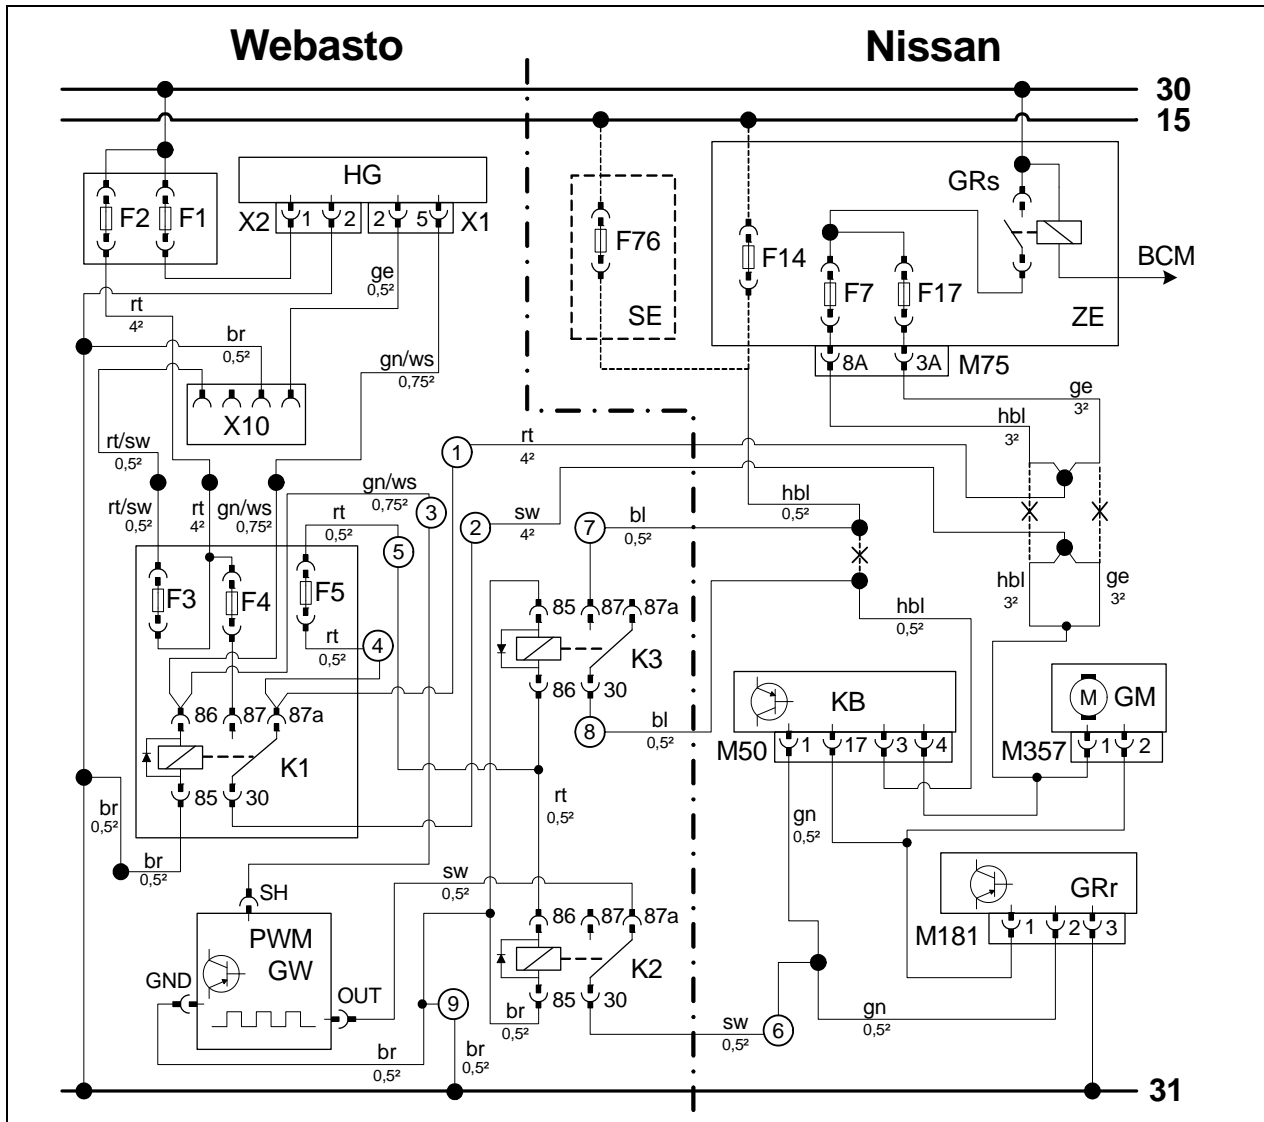 Webasto
Nissan
30
15
HG
X2
1
2
2
5
X1
F2
F1
F76
SE
F14
GRs
BCM
F7
F17
ZE
8A
3A
M75
rt
4²
ge
0,5²
br
0,5²
gn/ws
0,75²
X10
rt/sw
0,5²
rt/sw
0,5²
rt
4²
gn/ws
0,75²
gn/ws
0,75²
3
rt
0,5²
5
1
rt
4²
2
sw
4²
7
bl
0,5²
hbl
0,5²
hbl
3²
ge
3²
hbl
3²
ge
3²
hbl
0,5²
F3
F4
F5
rt
0,5²
4
86
87
87a
K1
85
30
85
87
87a
K3
86
30
8
bl
0,5²
KB
M50
1
17
3
4
M
GM
M357
1
2
br
0,5²
br
0,5²
rt
0,5²
gn
0,5²
SH
PWM
GW
GND
OUT
sw
0,5²
86
87
87a
K2
85
30
GRr
M181
1
2
3
9
br
0,5²
br
0,5²
br
0,5²
sw
0,5²
6
gn
0,5²
31